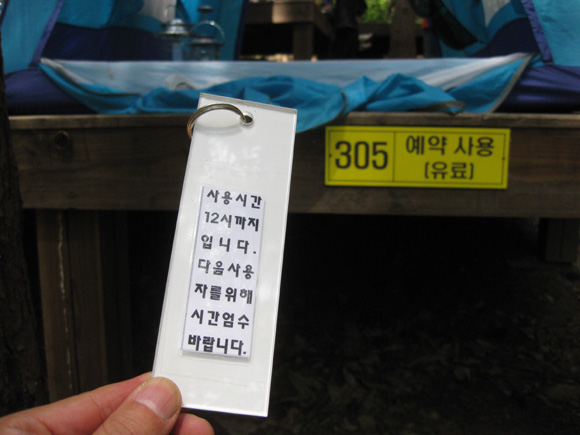 305 예약 사용
(유료)
사용시간
12시까지
입니다.
다음사용
자를위해
시간엄수
바랍니다.